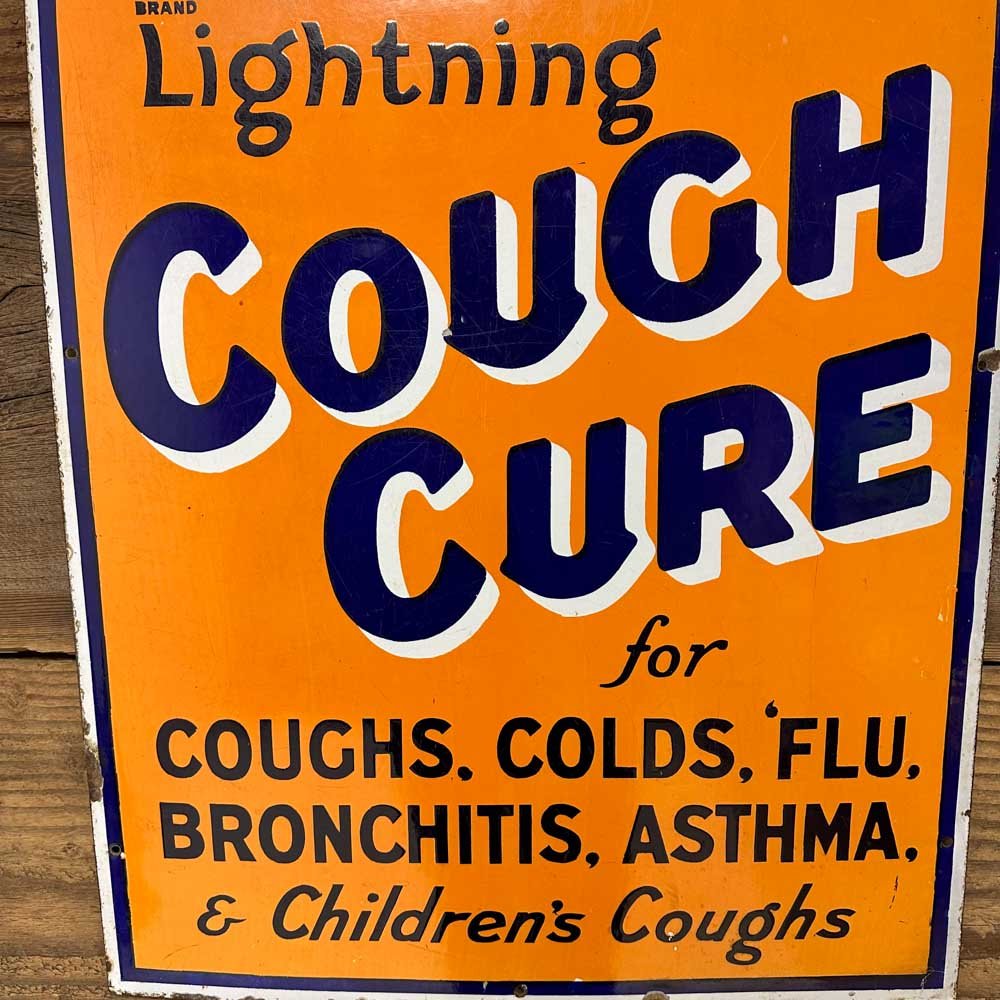 BRAND
Lightning
COUGH
CURE
for
COUGHS. COLDS, 'FLU,
BRONCHITIS, ASTHMA,
& Children's Coughs